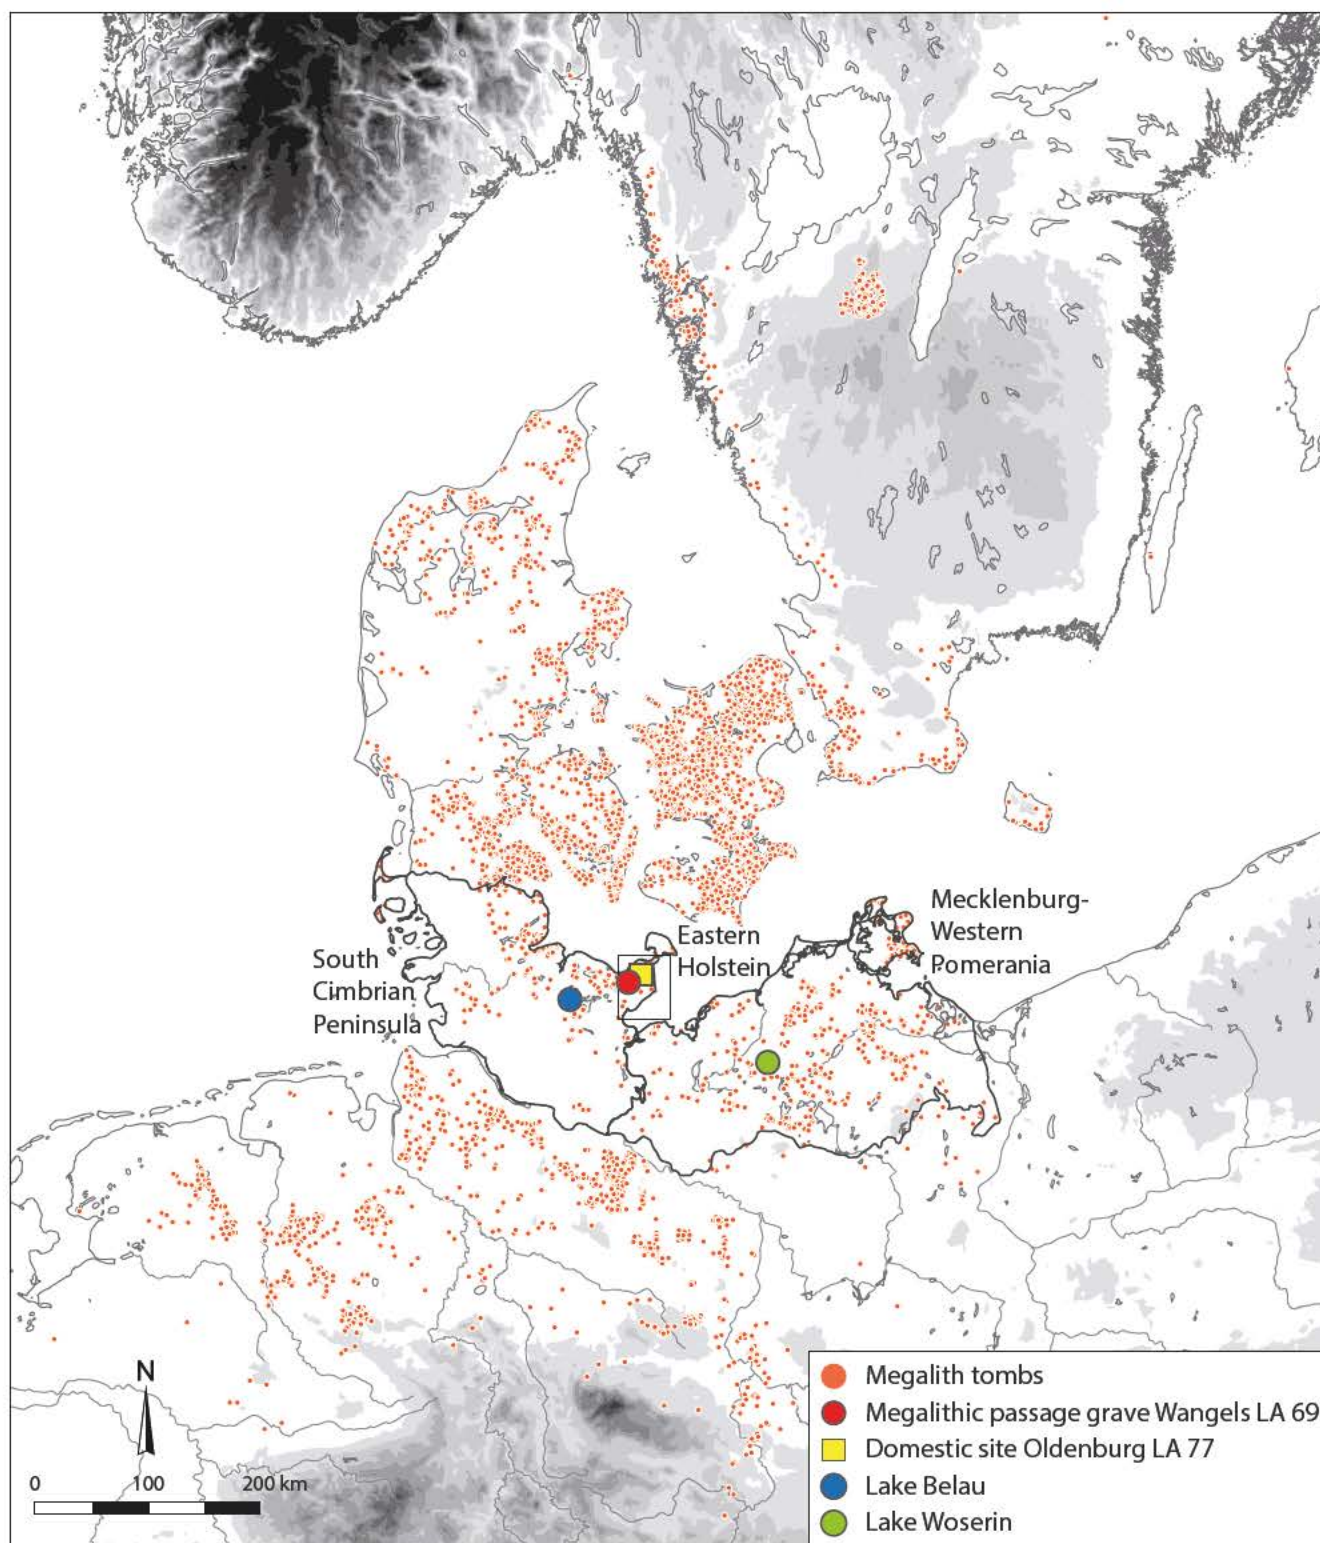 Mecklenburg-
Western
Pomerania
Eastern
Holstein
South
Cimbrian
Peninsula
N
0 100 200 km
Megalith tombs
Megalithic passage grave Wangels LA 69
Domestic site Oldenburg LA 77
Lake Belau
Lake Woserin